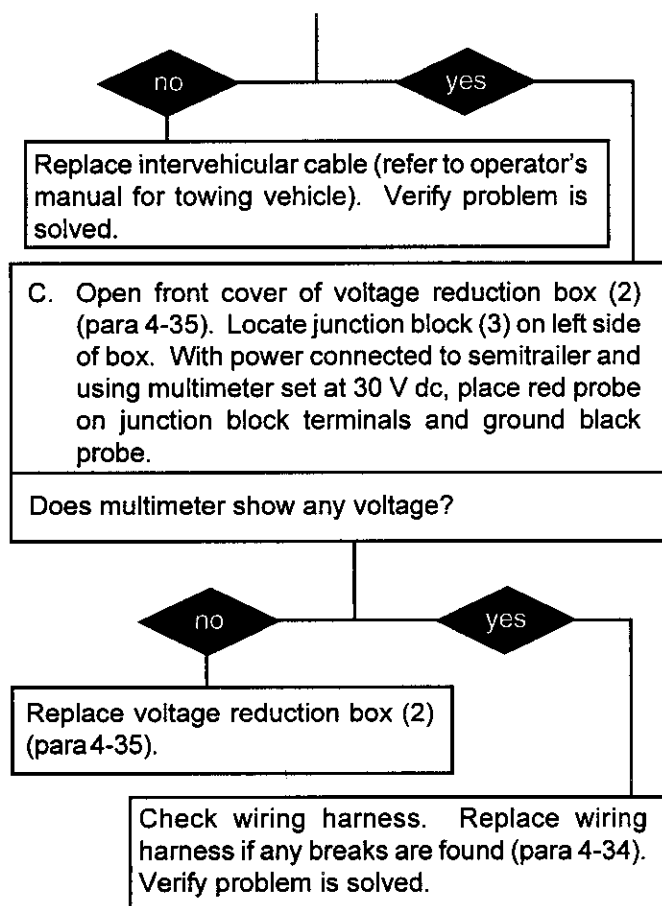 no
yes
Replace intervehicular cable (refer to operator's
manual for towing vehicle). Verify problem is
solved.
C. Open front cover of voltage reduction box (2)
(para 4-35). Locate junction block (3) on left side
of box. With power connected to semitrailer and
using multimeter set at 30 V dc, place red probe
on junction block terminals and ground black
probe.
Does multimeter show any voltage?
no
yes
Replace voltage reduction box (2)
(para 4-35).
Check wiring harness. Replace wiring
harness if any breaks are found (para 4-34).
Verify problem is solved.